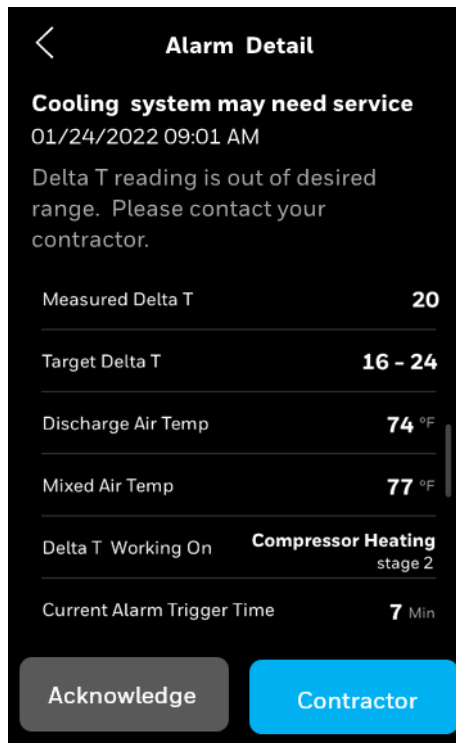 Alarm Detail
Cooling system may need service
01/24/2022 09:01 AM
Delta T reading is out of desired
range. Please contact your
contractor.
Measured Delta T 20
Target Delta T 16 – 24
Discharge Air Temp 74 °F
Mixed Air Temp 77 °F
Delta T Working On Compressor Heating
stage 2
Current Alarm Trigger Time 7 Min
Acknowledge Contractor